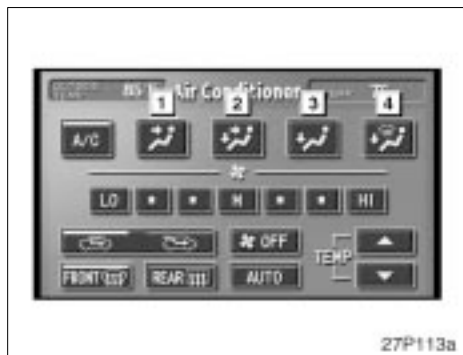 Air Conditioner
1 2 3 4
A/C
LO M HI
OFF
TEMP
FRONT REAR AUTO
27P113a